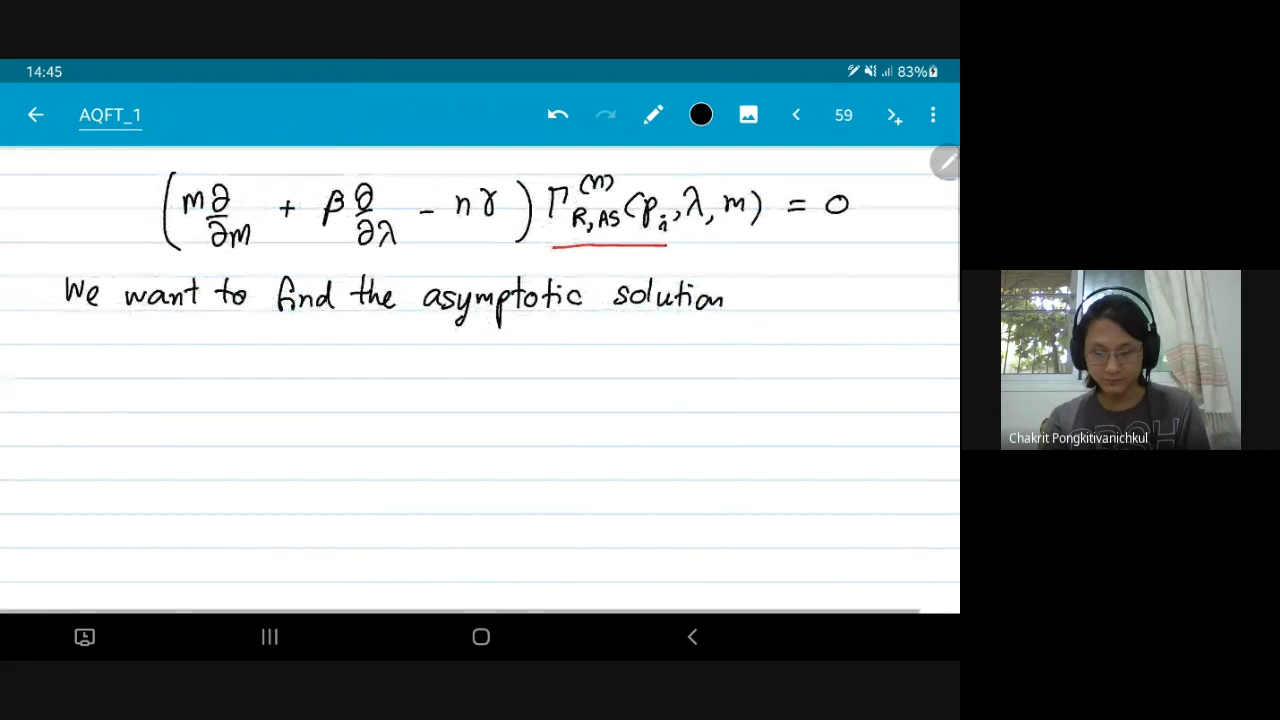 14:45
83%
AQFT_1
59
(m ∂/∂m + β ∂/∂λ - nγ) Γ^(n)_R,AS (p_i, λ, m) = 0
We want to find the asymptotic solution
Chakrit Pongkitivanichkul